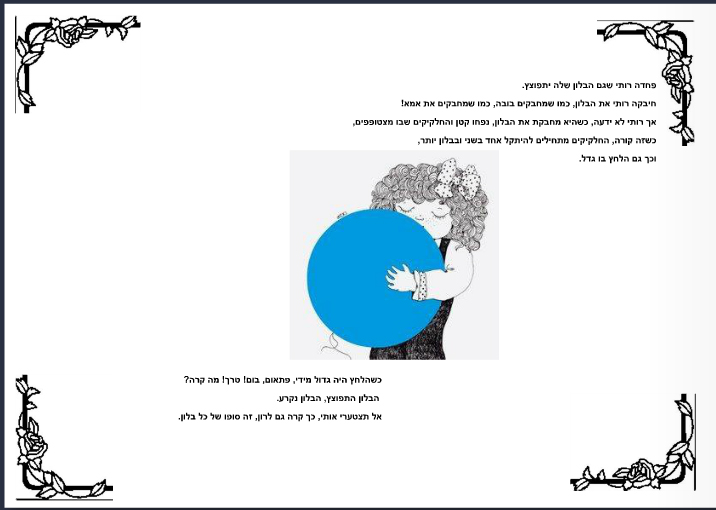 פחדה רותי שגם הבלון שלה יתפוצץ.
חיבקה רותי את הבלון, כמו שמחבקים בובה, כמו שמחבקים את אמא!
אך רותי לא ידעה, כשהיא מחבקת את הבלון, נפחו קטן והחלקיקים שבו מצטופפים,
כשזה קורה, החלקיקים מתחילים להיתקל אחד בשני ובבלון יותר,
וכך גם הלחץ בו גדל.
כשהלחץ היה גדול מידי, פתאום, בום! טרך! מה קרה?
הבלון התפוצץ, הבלון נקרע.
אל תצטערי אותי, כך קרה גם לרון, זה סופו של כל בלון.